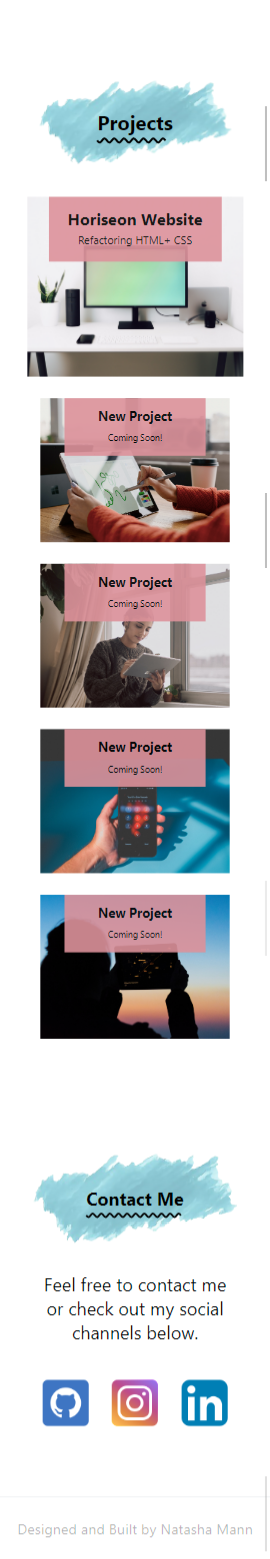 Projects
Horiseon Website
Refactoring HTML+ CSS
New Project
Coming Soon!
New Project
Coming Soon!
New Project
Coming Soon!
New Project
Coming Soon!
Contact Me
Feel free to contact me
or check out my social
channels below.
in
Designed and Built by Natasha Mann